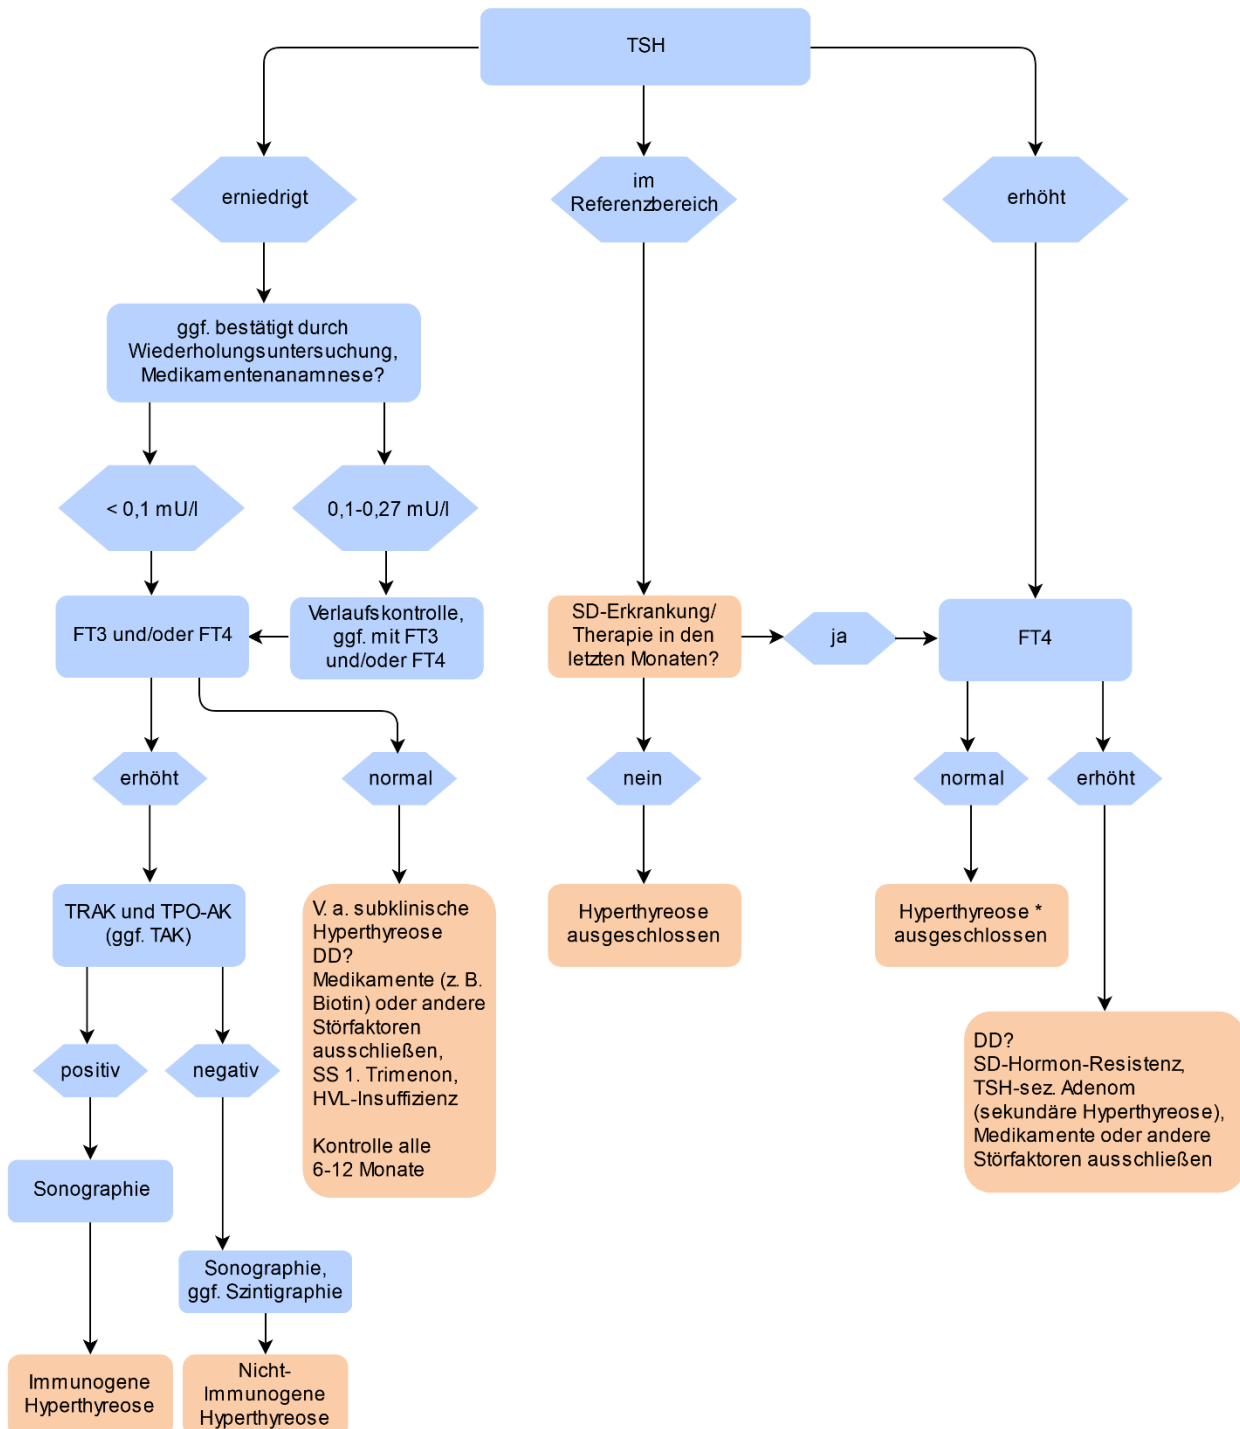 TSH
erniedrigt
im
Referenzbereich
erhöht
ggf. bestätigt durch
Wiederholungsuntersuchung,
Medikamentenanamnese?
< 0,1 mU/l
0,1-0,27 mU/l
FT3 und/oder FT4
Verlaufskontrolle,
ggf. mit FT3
und/oder FT4
SD-Erkrankung/
Therapie in den
letzten Monaten?
ja
FT4
erhöht
normal
nein
normal
erhöht
TRAK und TPO-AK
(ggf. TAK)
V. a. subklinische
Hyperthyreose
DD?
Medikamente (z. B.
Biotin) oder andere
Störfaktoren
ausschließen,
SS 1. Trimenon,
HVL-Insuffizienz
Kontrolle alle
6-12 Monate
Hyperthyreose
ausgeschlossen
Hyperthyreose *
ausgeschlossen
DD?
SD-Hormon-Resistenz,
TSH-sez. Adenom
(sekundäre Hyperthyreose),
Medikamente oder andere
Störfaktoren ausschließen
positiv
negativ
Sonographie
Sonographie,
ggf. Szintigraphie
Immunogene
Hyperthyreose
Nicht-
Immunogene
Hyperthyreose